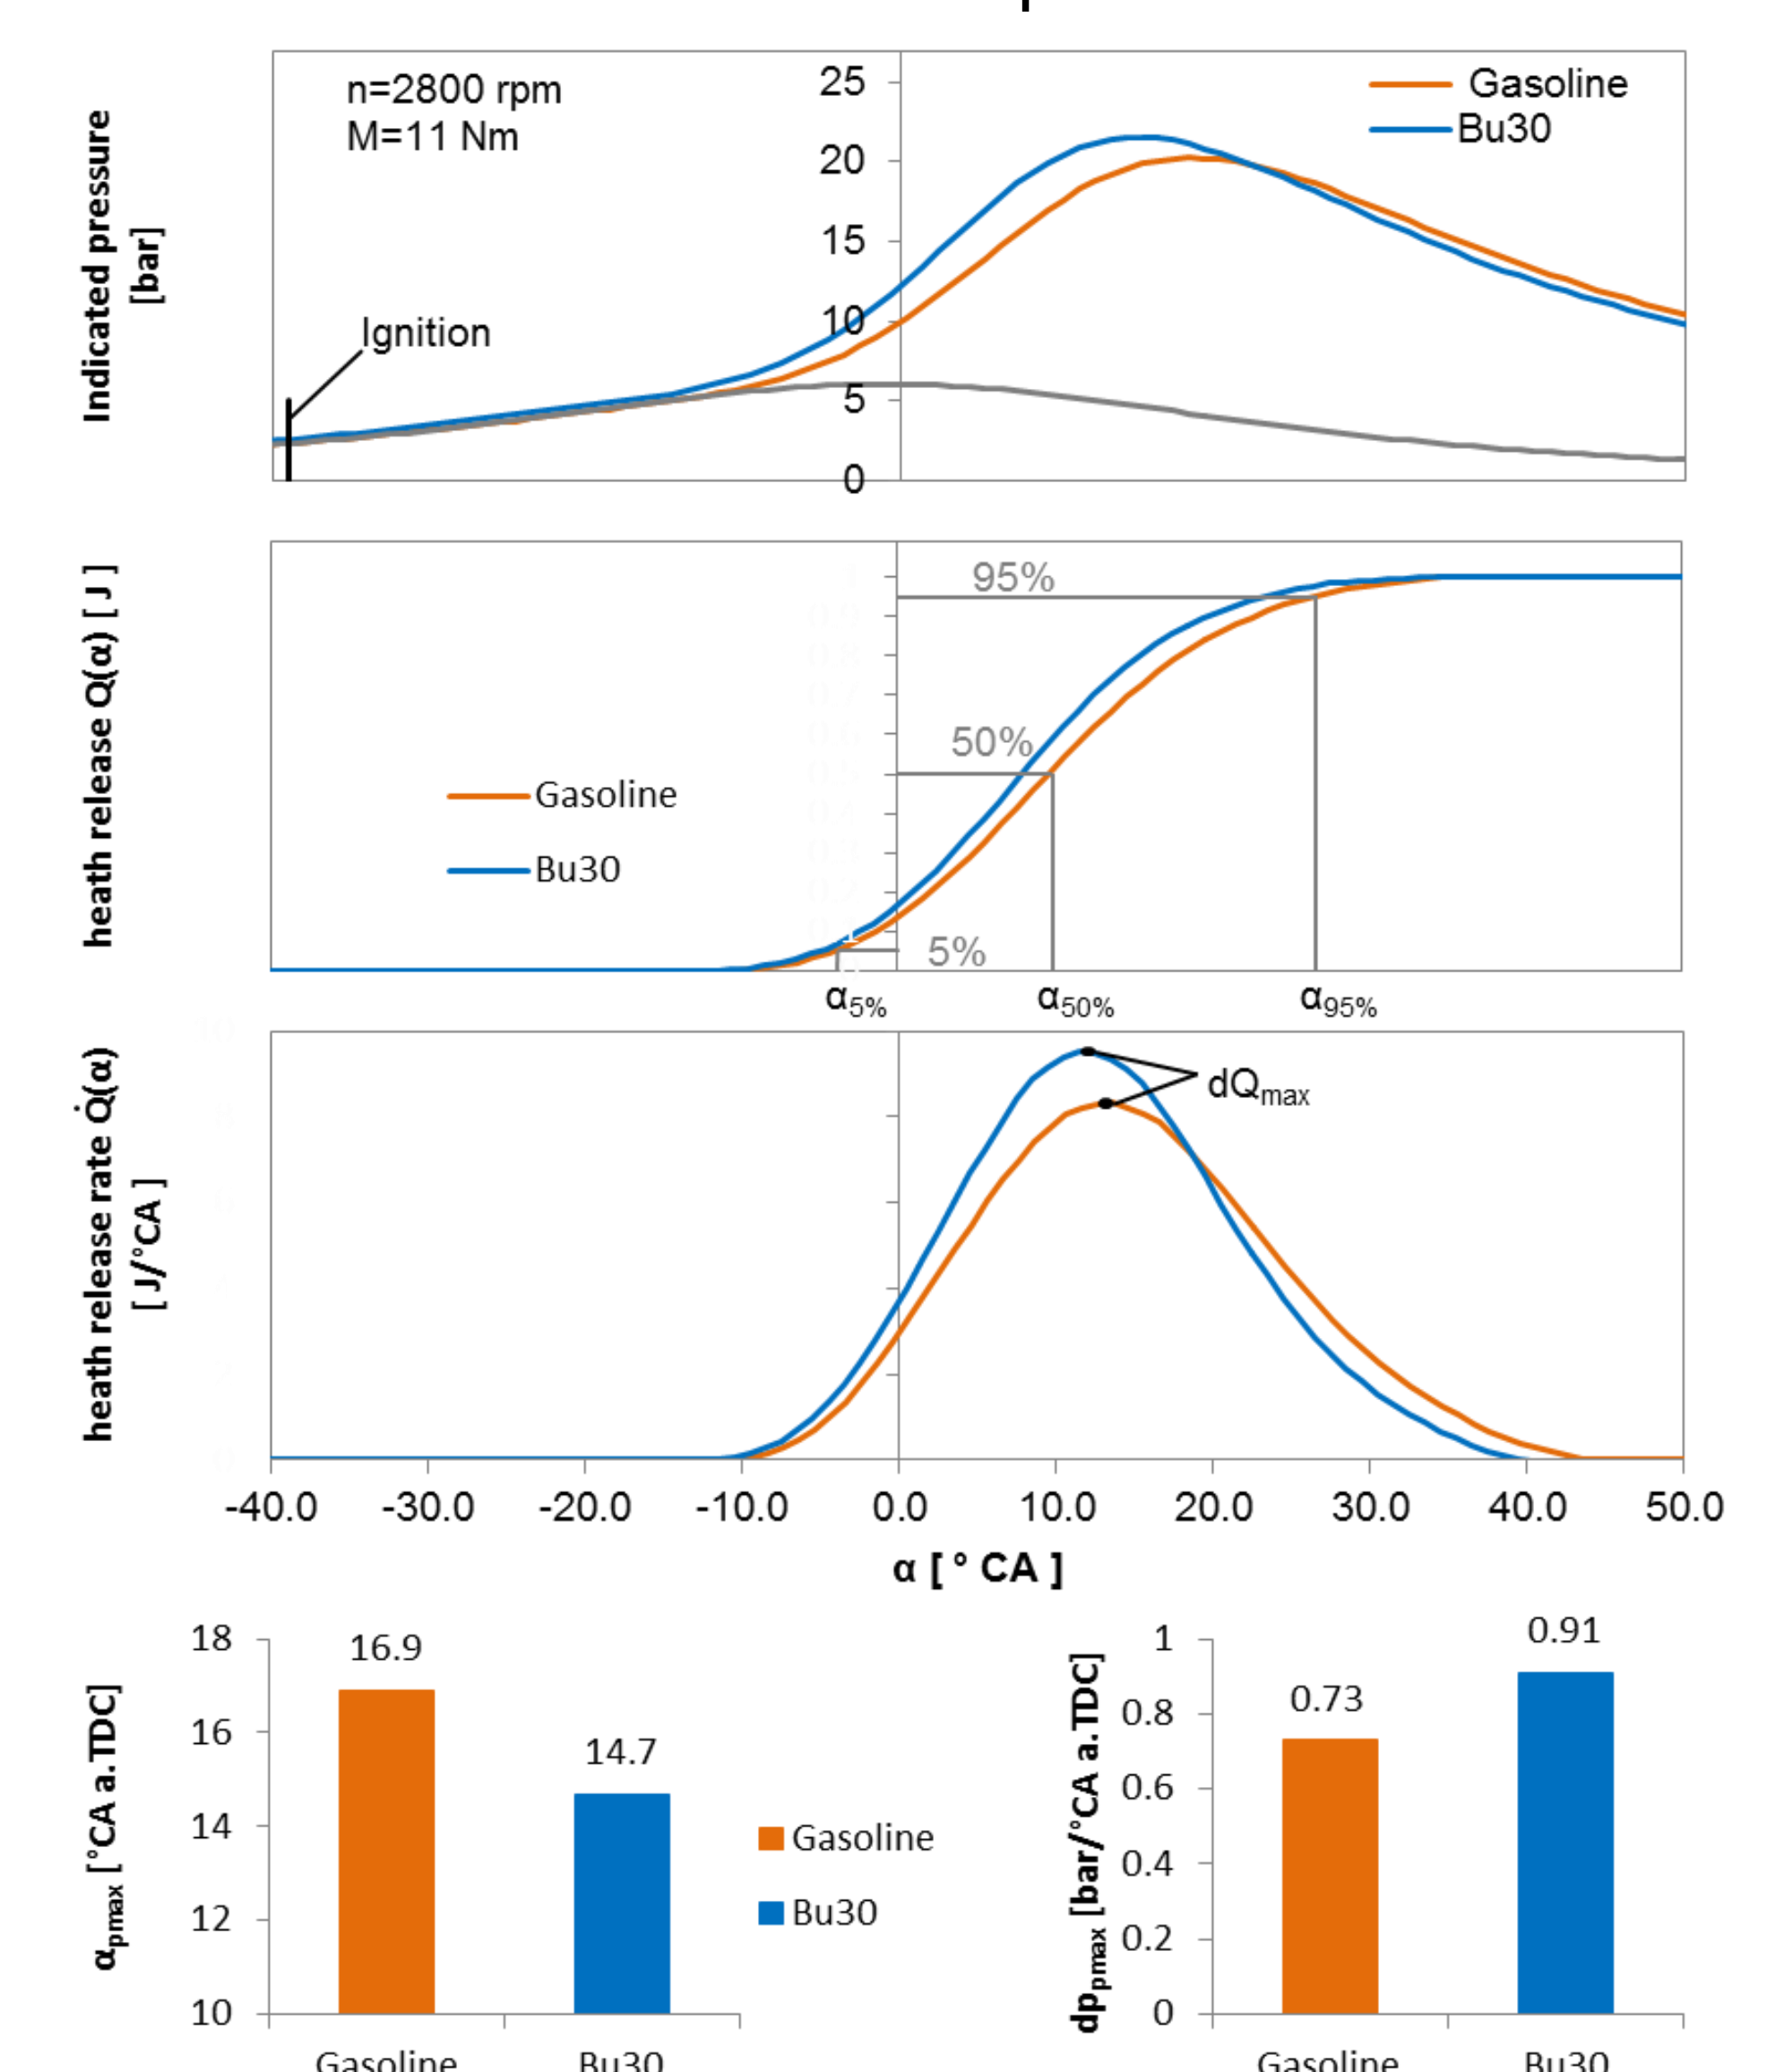 n=2800 rpm
M=11 Nm
25
20
15
10
5
0
Gasoline
Bu30
Indicated pressure
[bar]
Ignition
heath release Q(α) [ J ]
95%
50%
5%
Gasoline
Bu30
α5%
α50%
α95%
heath release rate Q̇(α)
[ J/°CA ]
dQmax
-40.0 -30.0 -20.0 -10.0 0.0 10.0 20.0 30.0 40.0 50.0
α [ ° CA ]
αpmax [°CA a.TDC]
18
16
14
12
10
16.9
14.7
Gasoline Bu30
Gasoline
Bu30
dppmax [bar/°CA a.TDC]
1
0.8
0.6
0.4
0.2
0
0.73
0.91
Gasoline Bu30